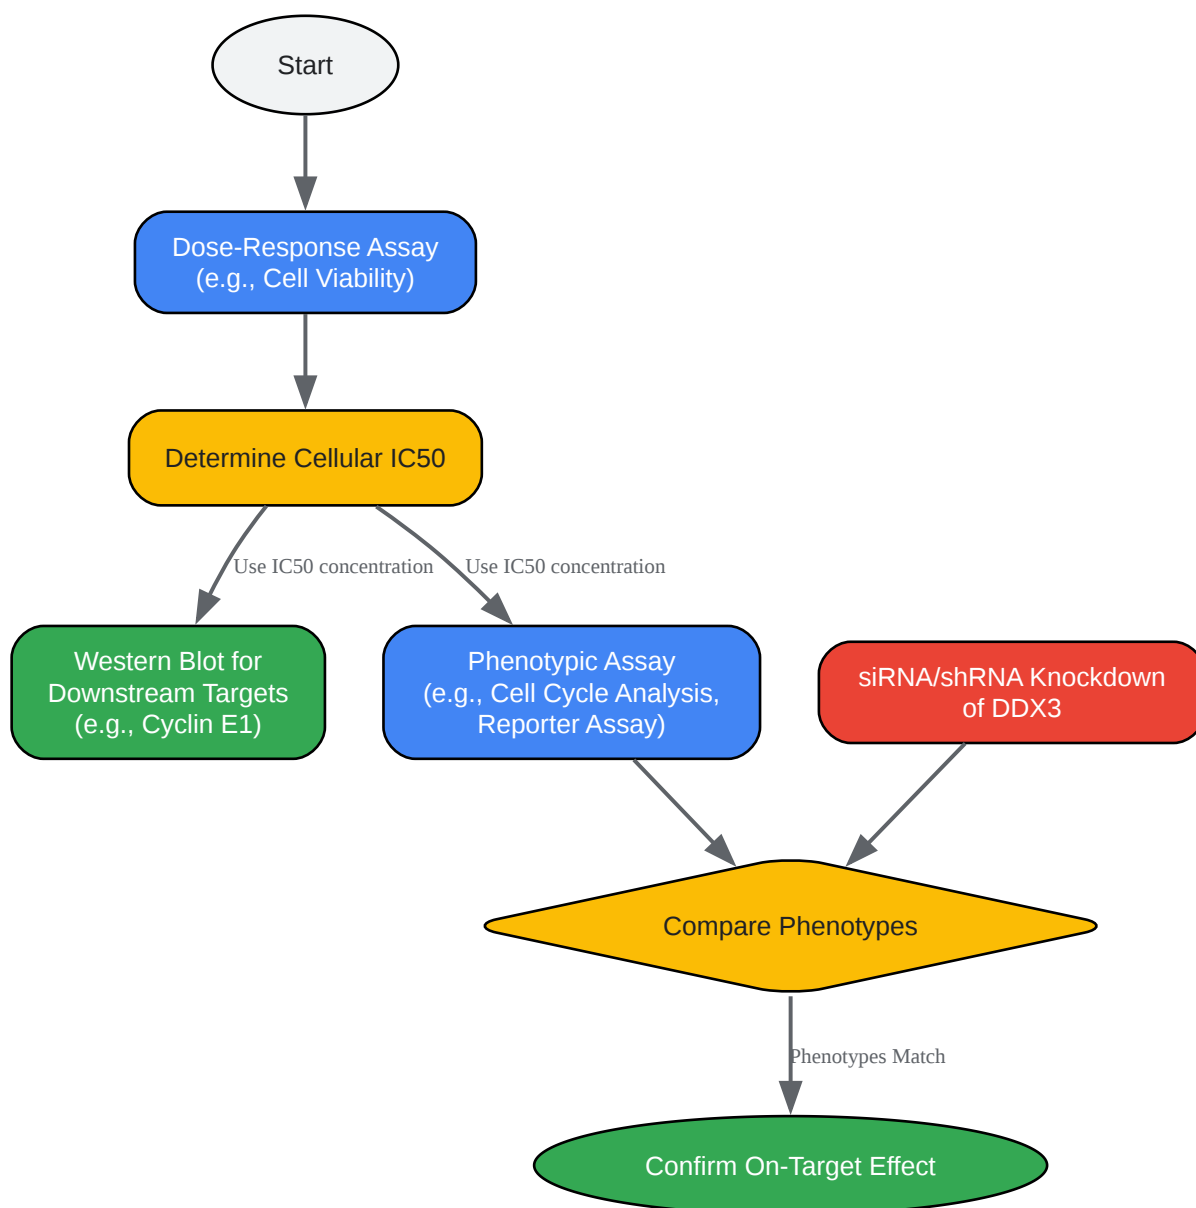 Start
Dose-Response Assay
(e.g., Cell Viability)
Determine Cellular IC50
Use IC50 concentration
Use IC50 concentration
Western Blot for
Downstream Targets
(e.g., Cyclin E1)
Phenotypic Assay
(e.g., Cell Cycle Analysis,
Reporter Assay)
siRNA/shRNA Knockdown
of DDX3
Compare Phenotypes
Phenotypes Match
Confirm On-Target Effect